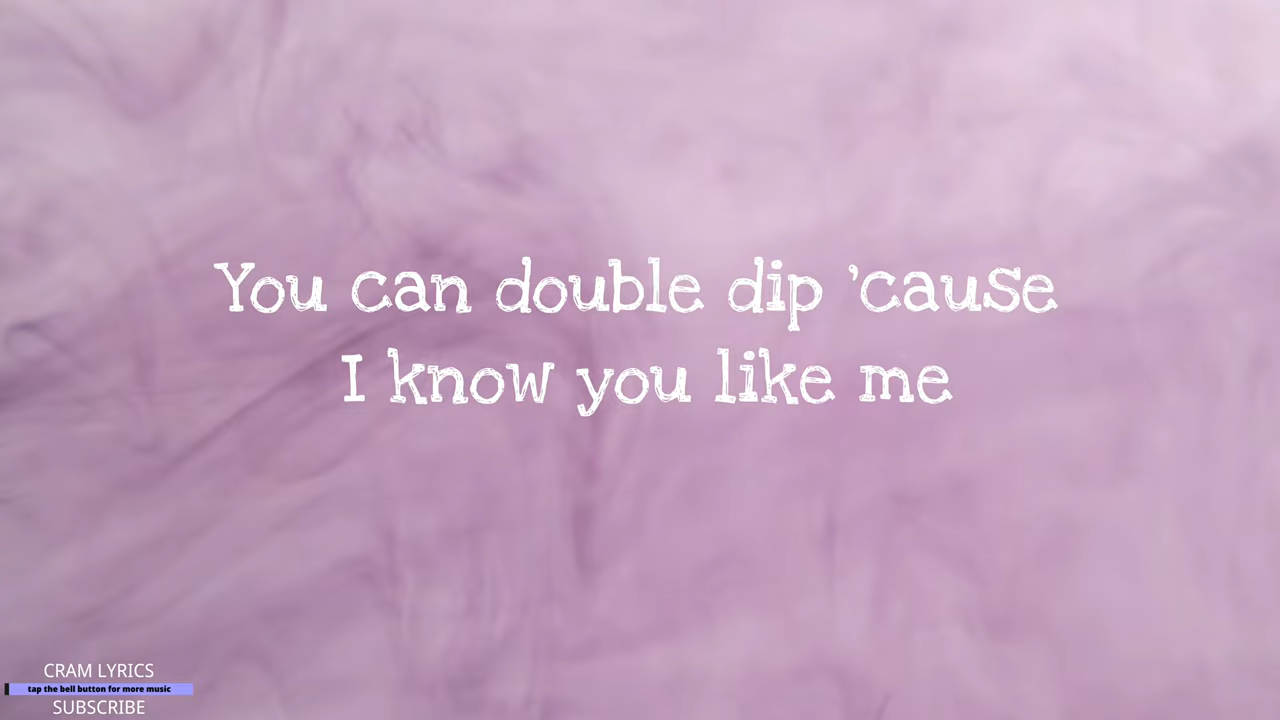 You can double dip 'cause
I know you like me
CRAM LYRICS
tap the bell button for more music
SUBSCRIBE